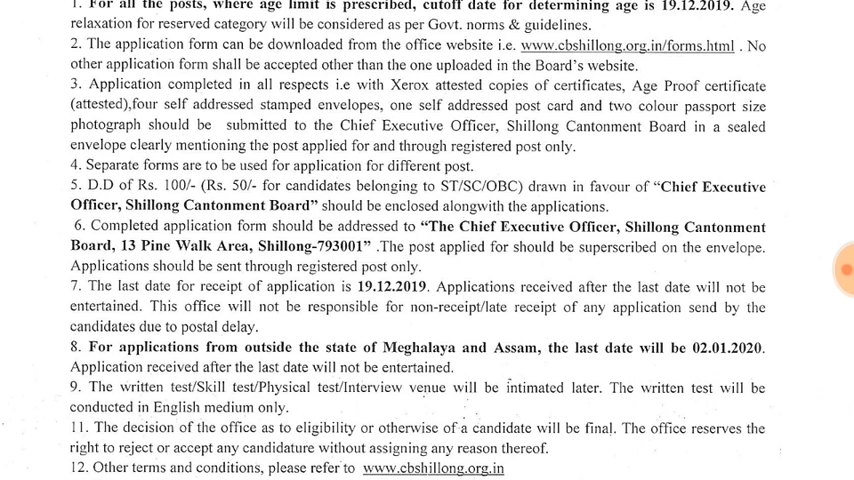 1. For all the posts, where age limit is prescribed, cutoff date for determining age is 19.12.2019. Age
relaxation for reserved category will be considered as per Govt. norms & guidelines.
2. The application form can be downloaded from the office website i.e. www.cbshillong.org.in/forms.html . No
other application form shall be accepted other than the one uploaded in the Board's website.
3. Application completed in all respects i.e with Xerox attested copies of certificates, Age Proof certificate
(attested),four self addressed stamped envelopes, one self addressed post card and two colour passport size
photograph should be submitted to the Chief Executive Officer, Shillong Cantonment Board in a sealed
envelope clearly mentioning the post applied for and through registered post only.
4. Separate forms are to be used for application for different post.
5. D.D of Rs. 100/- (Rs. 50/- for candidates belonging to ST/SC/OBC) drawn in favour of "Chief Executive
Officer, Shillong Cantonment Board" should be enclosed alongwith the applications.
6. Completed application form should be addressed to "The Chief Executive Officer, Shillong Cantonment
Board, 13 Pine Walk Area, Shillong-793001" .The post applied for should be superscribed on the envelope.
Applications should be sent through registered post only.
7. The last date for receipt of application is 19.12.2019. Applications received after the last date will not be
entertained. This office will not be responsible for non-receipt/late receipt of any application send by the
candidates due to postal delay.
8. For applications from outside the state of Meghalaya and Assam, the last date will be 02.01.2020.
Application received after the last date will not be entertained.
9. The written test/Skill test/Physical test/Interview venue will be intimated later. The written test will be
conducted in English medium only.
11. The decision of the office as to eligibility or otherwise of a candidate will be final. The office reserves the
right to reject or accept any candidature without assigning any reason thereof.
12. Other terms and conditions, please refer to www.cbshillong.org.in